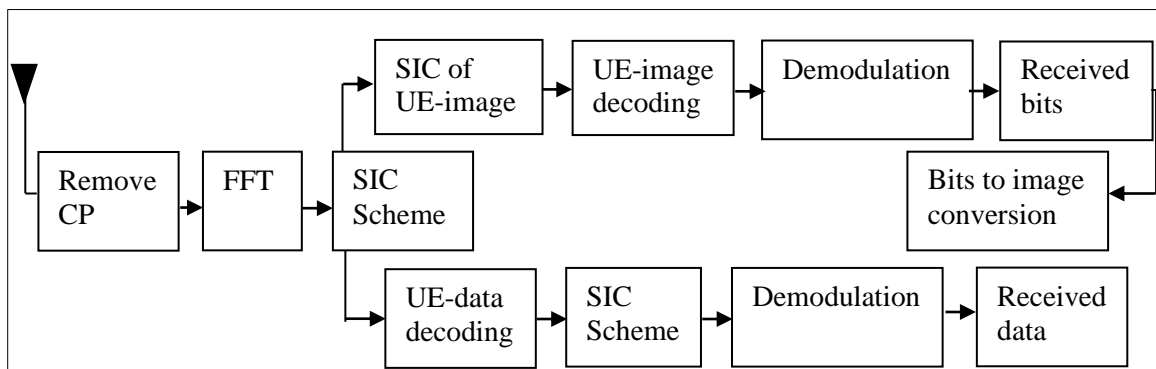 SIC of
UE-image
UE-image
decoding
Demodulation
Received
bits
Remove
CP
FFT
SIC
Scheme
Bits to image
conversion
UE-data
decoding
SIC
Scheme
Demodulation
Received
data